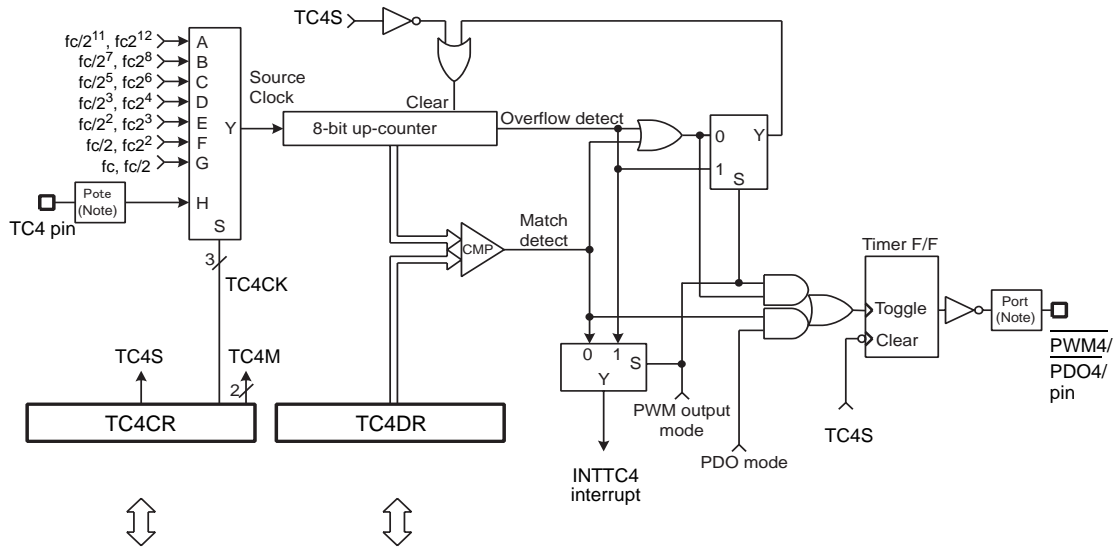 TC4S
fc/2¹¹, fc2¹²
fc/2⁷, fc2⁸
fc/2⁵, fc2⁶
fc/2³, fc2⁴
fc/2², fc2³
fc/2, fc2²
fc, fc/2
A
B
C
D
E
F
G
H
Y
S
Source
Clock
Clear
8-bit up-counter
Overflow detect
0
1
Y
S
Pote
(Note)
TC4 pin
CMP
Match
detect
3
TC4CK
TC4S
TC4M
2
TC4CR
TC4DR
0 1
S
Y
PWM output
mode
PDO mode
INTTC4
interrupt
Timer F/F
Toggle
Clear
TC4S
Port
(Note)
PWM4/
PDO4/
pin